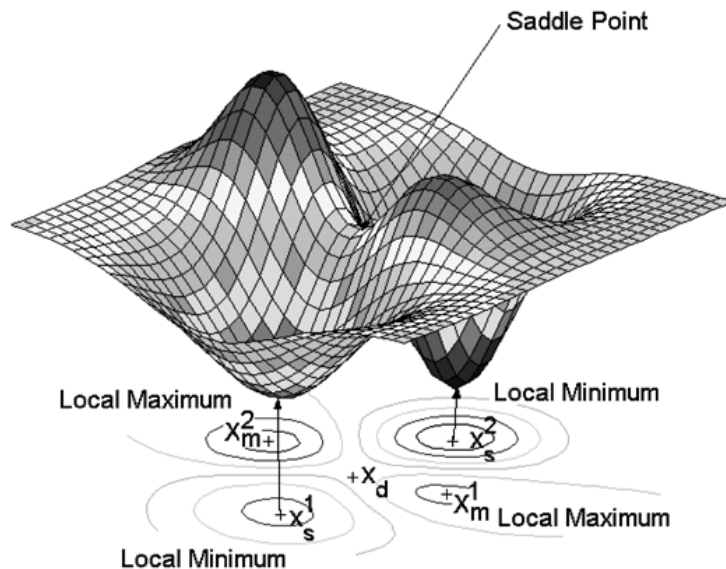 Saddle Point
Local Maximum
Local Minimum
X_m^2
X_s^2
X_d
X_m^1
X_s^1
Local Maximum
Local Minimum